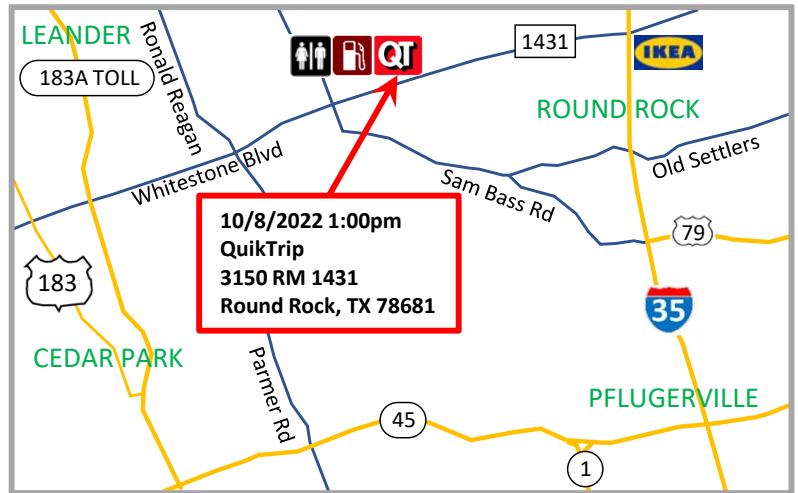 LEANDER
183A TOLL
Ronald Reagan
QT
1431
IKEA
ROUND ROCK
Whitestone Blvd
Sam Bass Rd
Old Settlers
10/8/2022 1:00pm
QuikTrip
3150 RM 1431
Round Rock, TX 78681
79
183
35
CEDAR PARK
Parmer Rd
PFLUGERVILLE
45
1